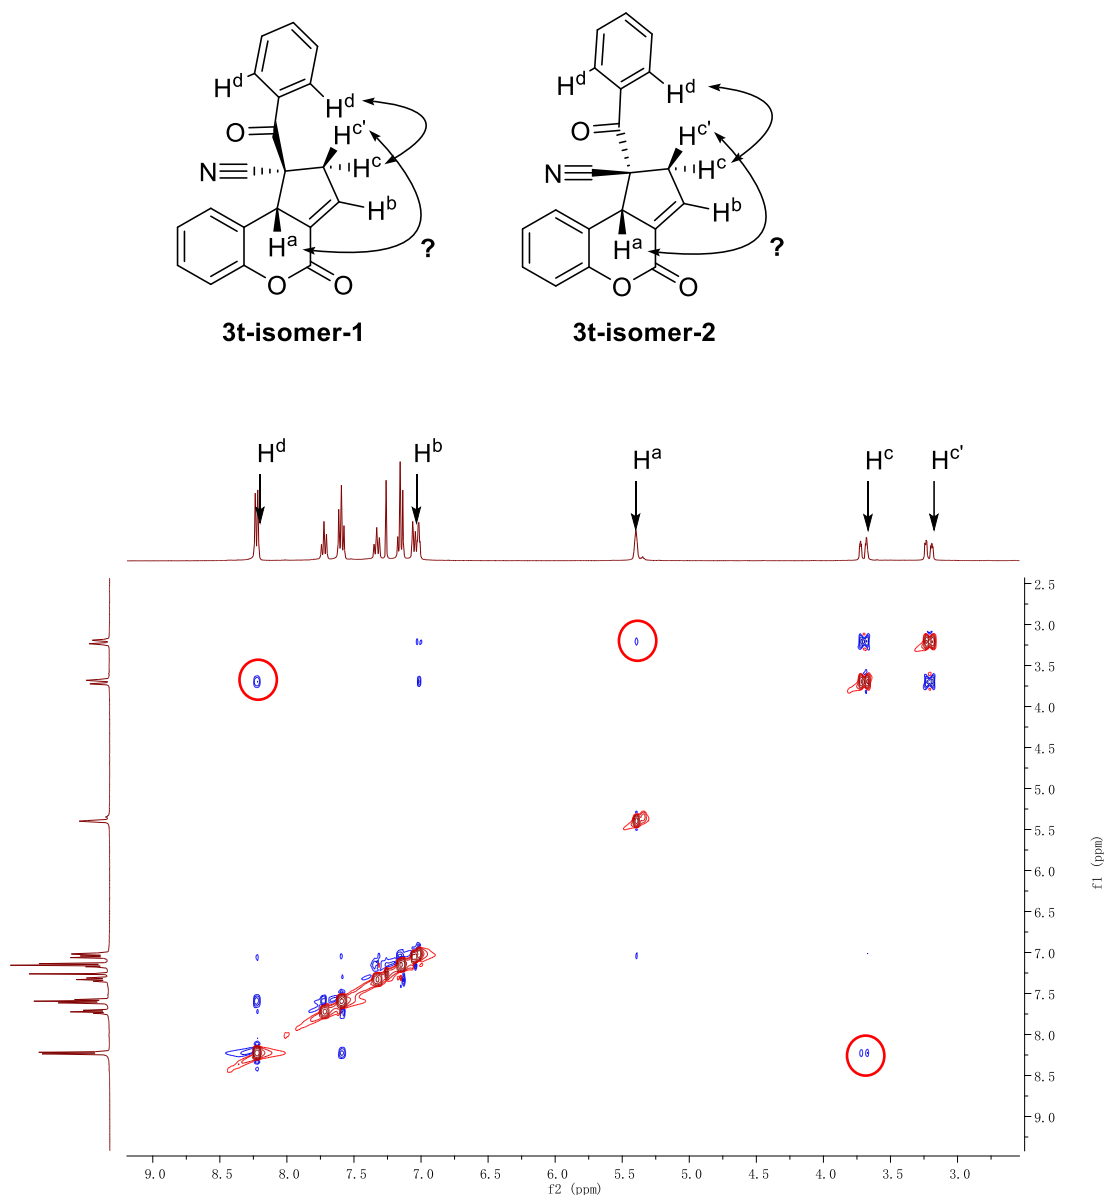 H^d H^d
O
H^c'
N H^c
H^b
H^a
?
O O
3t-isomer-1
H^d H^d
O
H^c'
N H^c
H^b
H^a
?
O O
3t-isomer-2
H^d H^b H^a H^c H^c'
2.5
3.0
3.5
4.0
4.5
5.0
5.5
6.0
6.5
7.0
7.5
8.0
8.5
9.0
f1 (ppm)
9.0 8.5 8.0 7.5 7.0 6.5 6.0 5.5 5.0 4.5 4.0 3.5 3.0
f2 (ppm)